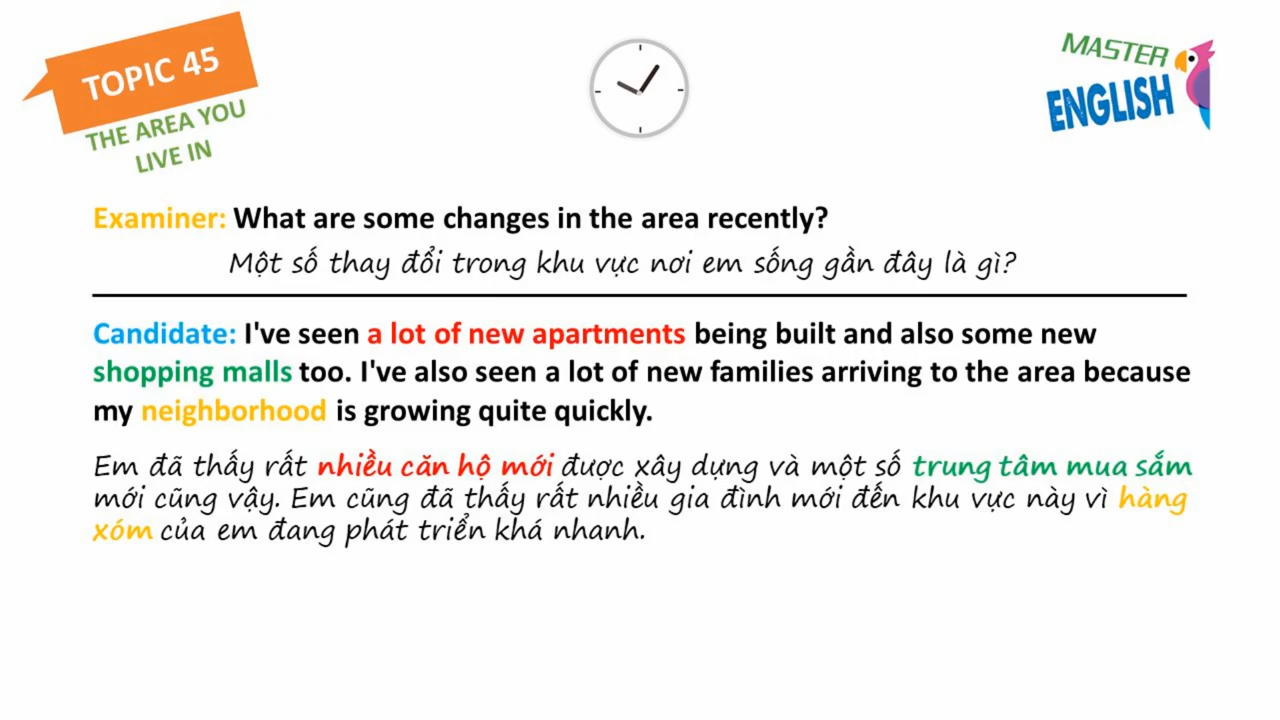 TOPIC 45
THE AREA YOU
LIVE IN
MASTER
ENGLISH
Examiner: What are some changes in the area recently?
Một số thay đổi trong khu vực nơi em sống gần đây là gì?
Candidate: I've seen a lot of new apartments being built and also some new
shopping malls too. I've also seen a lot of new families arriving to the area because
my neighborhood is growing quite quickly.
Em đã thấy rất nhiều căn hộ mới được xây dựng và một số trung tâm mua sắm
mới cũng vậy. Em cũng đã thấy rất nhiều gia đình mới đến khu vực này vì hàng
xóm của em đang phát triển khá nhanh.